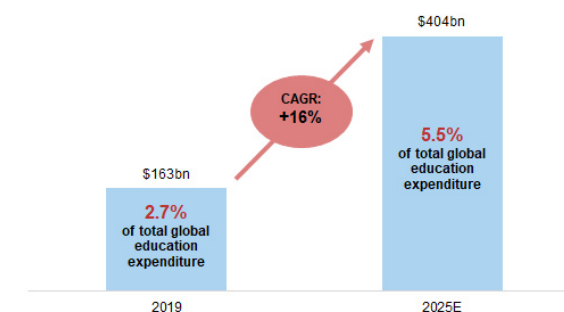 $404bn
CAGR:
+16%
5.5%
of total global
education
expenditure
$163bn
2.7%
of total global
education
expenditure
2019
2025E